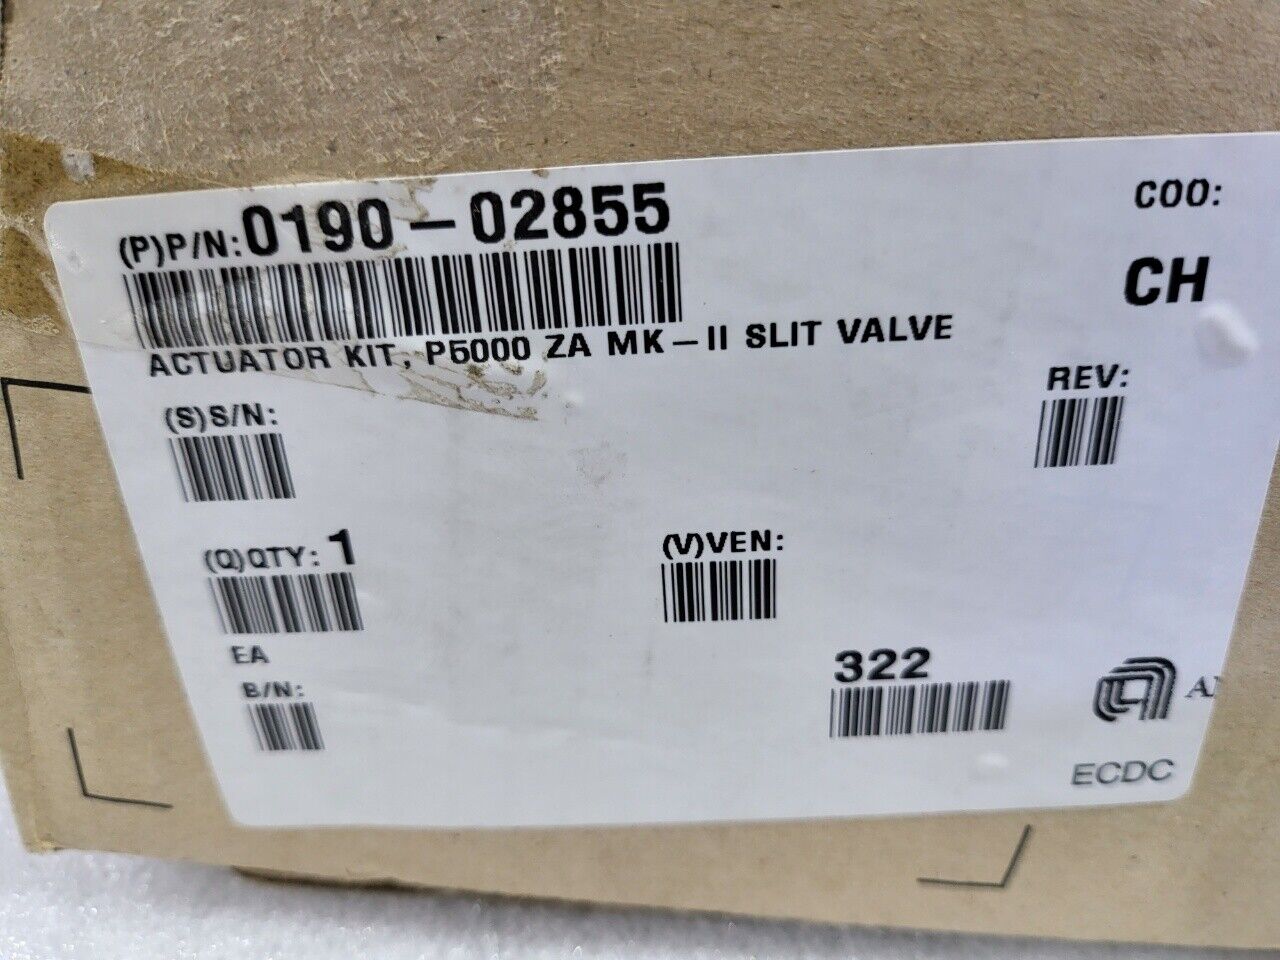 (P)P/N: 0190-02855
COO:
CH
ACTUATOR KIT, P5000 ZA MK-II SLIT VALVE
REV:
(S)S/N:
(Q)QTY: 1
(V)VEN:
EA
B/N:
322
ECDC